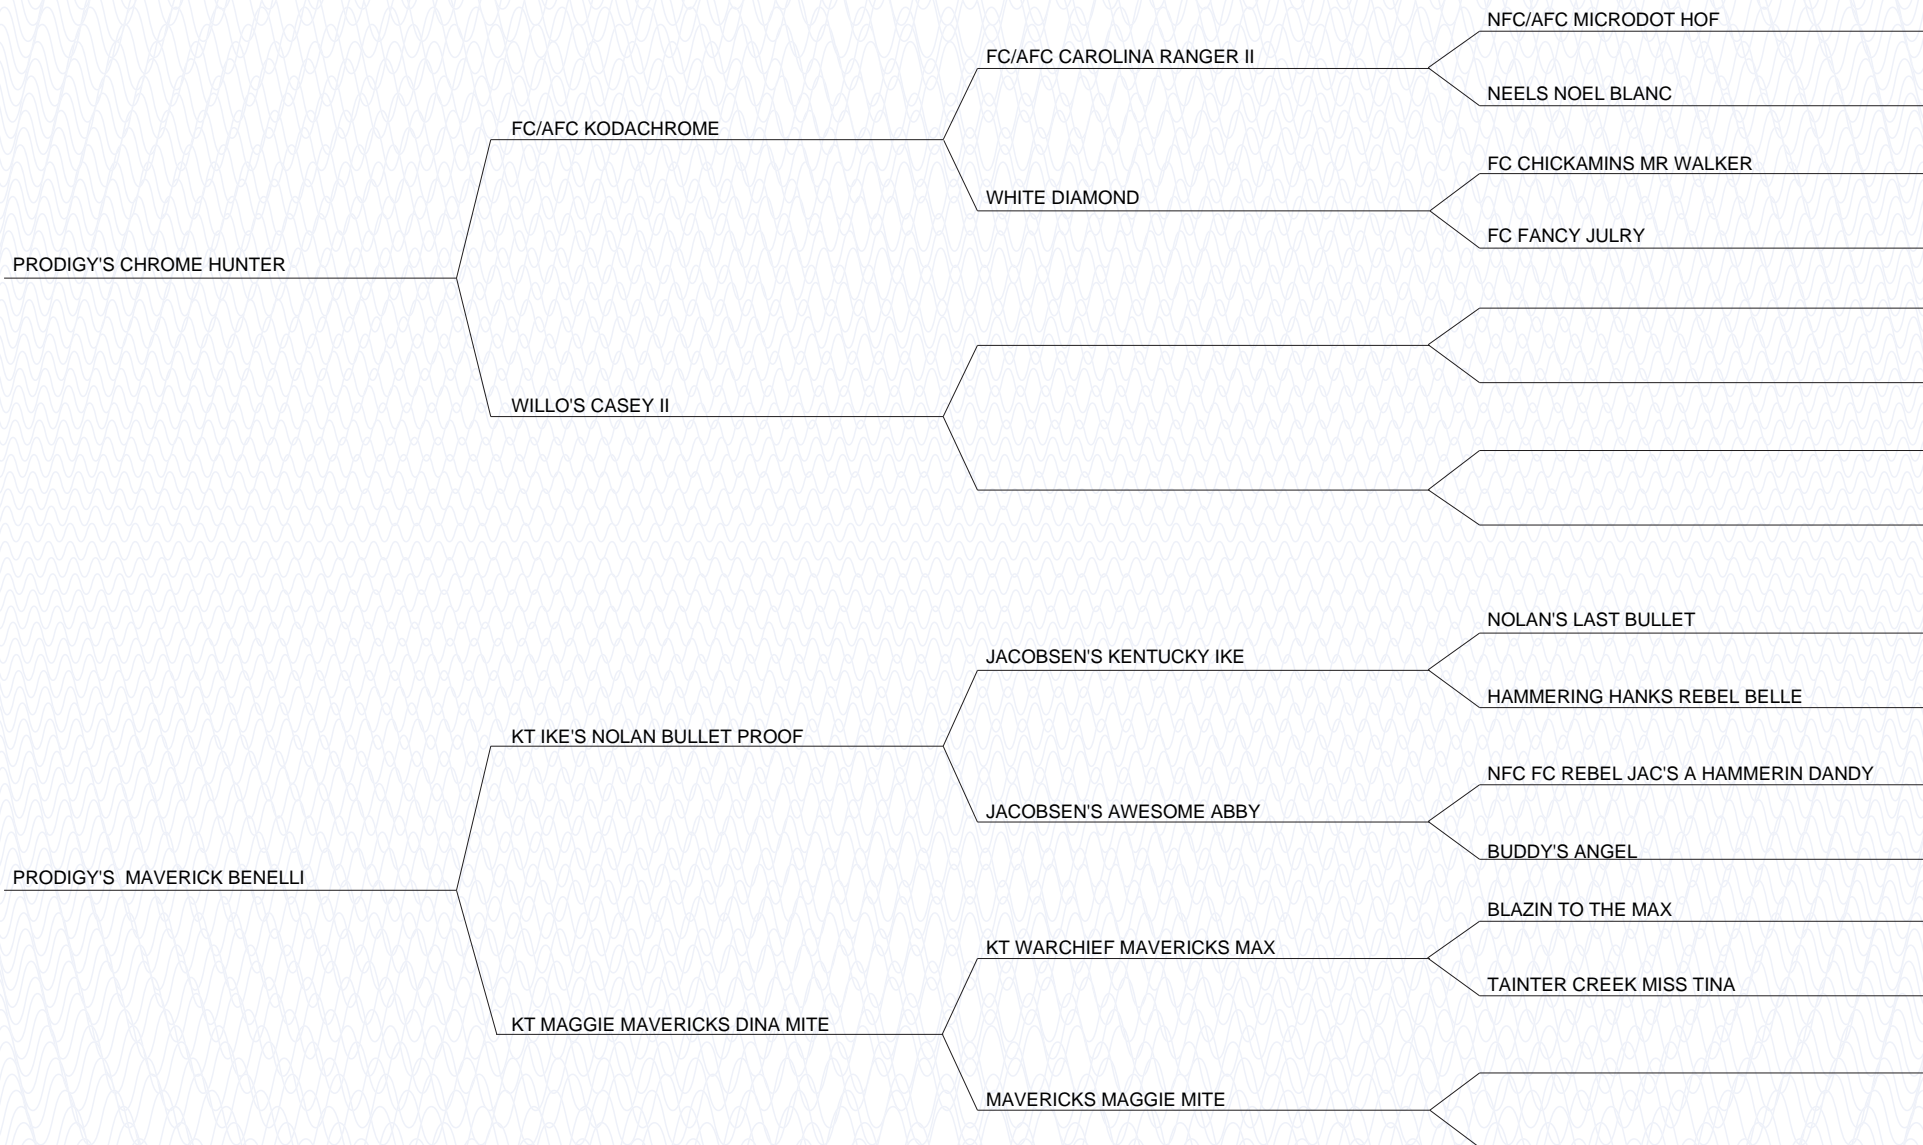 NFC/AFC MICRODOT HOF
FC/AFC CAROLINA RANGER II
NEELS NOEL BLANC
FC/AFC KODACHROME
FC CHICKAMINS MR WALKER
WHITE DIAMOND
FC FANCY JULRY
PRODIGY'S CHROME HUNTER
WILLO'S CASEY II
NOLAN'S LAST BULLET
JACOBSEN'S KENTUCKY IKE
HAMMERING HANKS REBEL BELLE
KT IKE'S NOLAN BULLET PROOF
NFC FC REBEL JAC'S A HAMMERIN DANDY
JACOBSEN'S AWESOME ABBY
BUDDY'S ANGEL
PRODIGY'S  MAVERICK BENELLI
BLAZIN TO THE MAX
KT WARCHIEF MAVERICKS MAX
TAINTER CREEK MISS TINA
KT MAGGIE MAVERICKS DINA MITE
MAVERICKS MAGGIE MITE